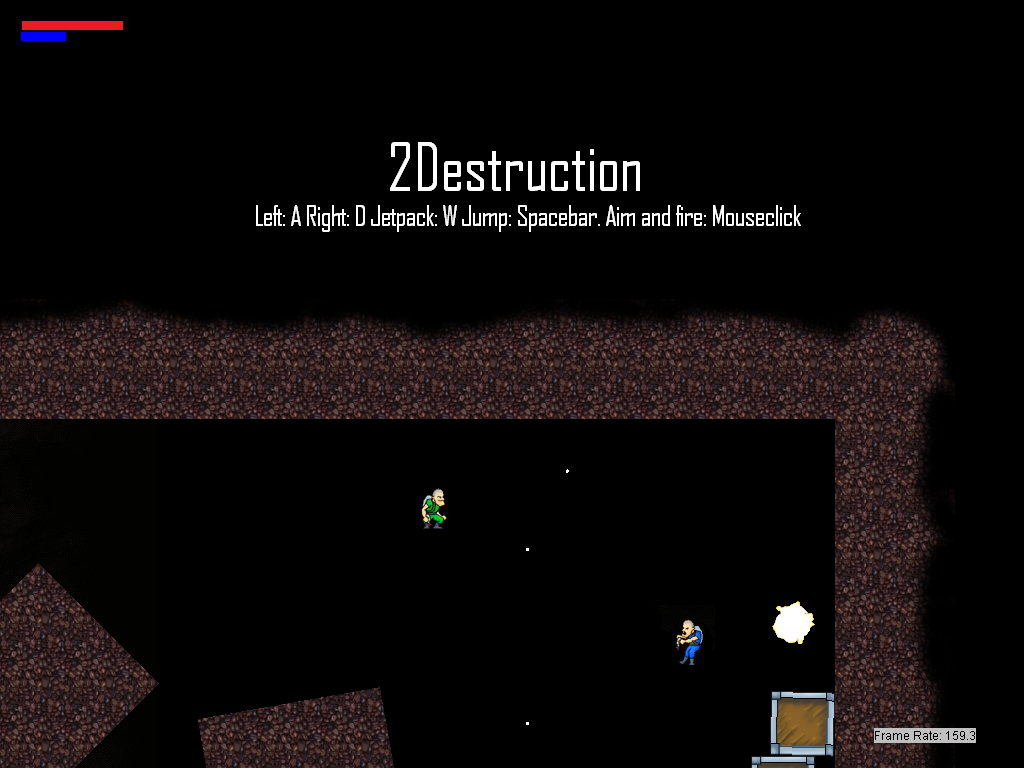 2Destruction
Left: A Right: D Jetpack: W Jump: Spacebar. Aim and fire: Mouseclick
Frame Rate: 159.3